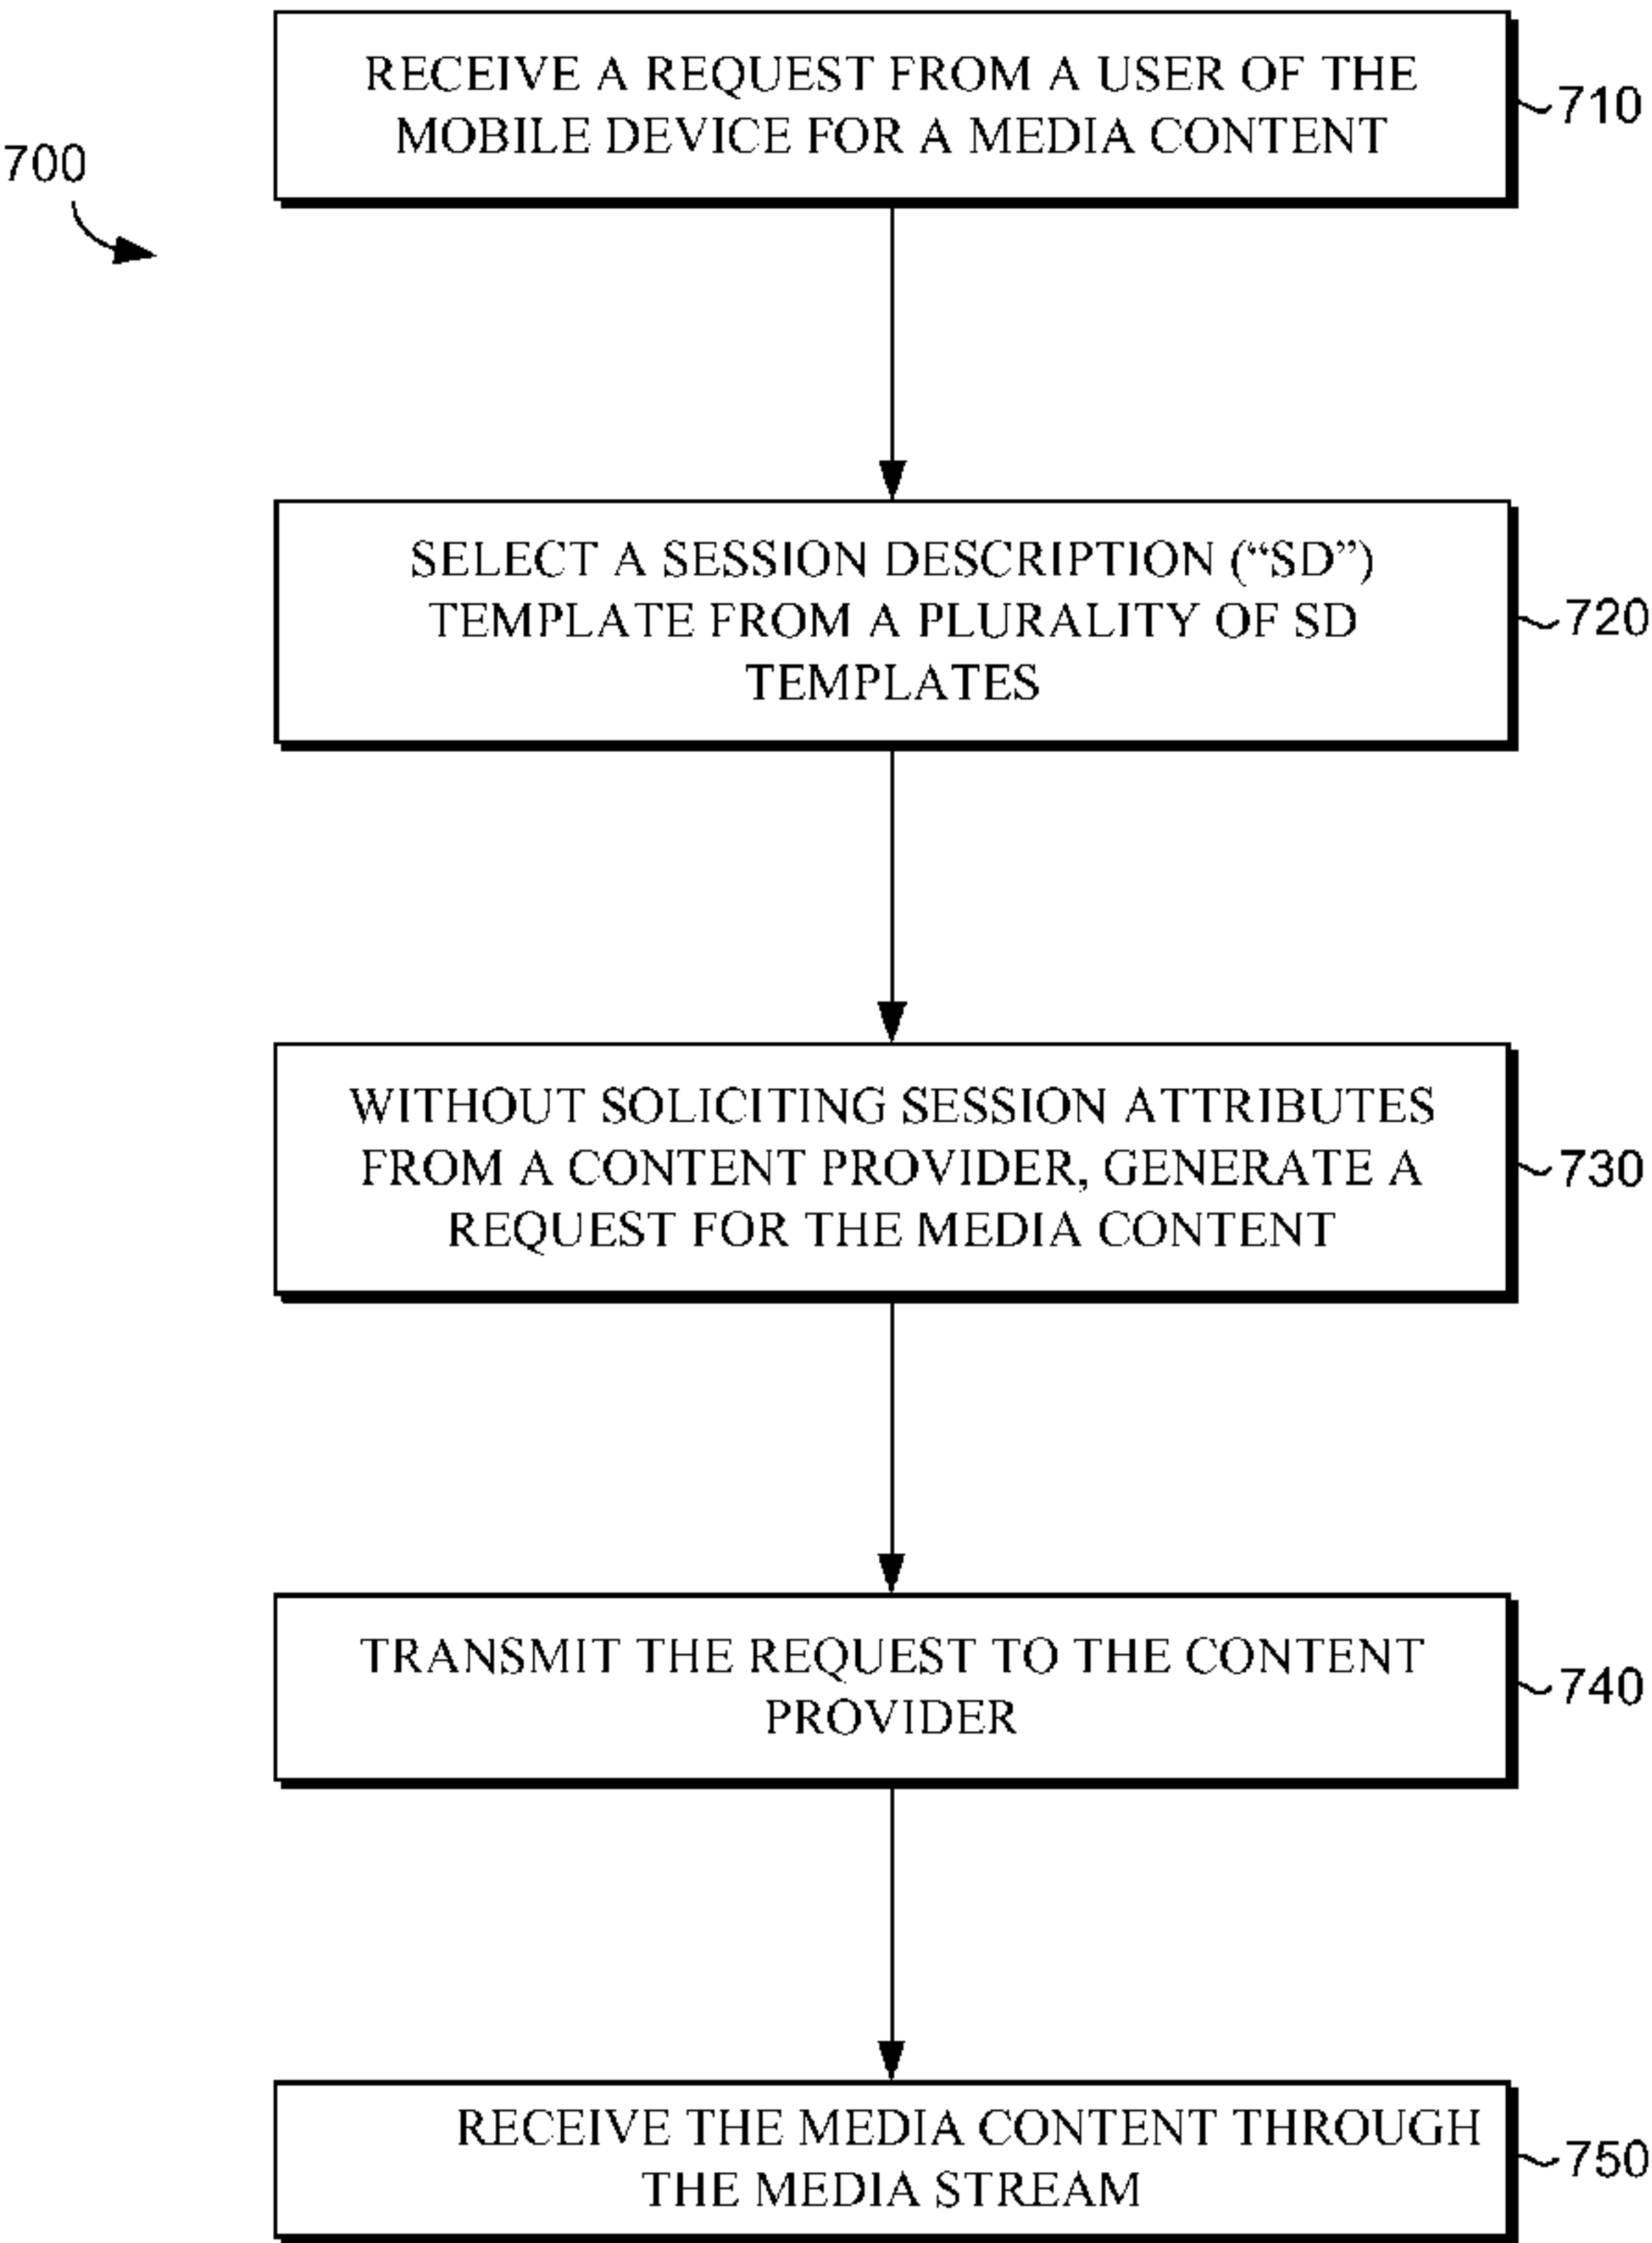 RECEIVE A REQUEST FROM A USER OF THE
MOBILE DEVICE FOR A MEDIA CONTENT
710
700
SELECT A SESSION DESCRIPTION (“SD”)
TEMPLATE FROM A PLURALITY OF SD
TEMPLATES
720
WITHOUT SOLICITING SESSION ATTRIBUTES
FROM A CONTENT PROVIDER, GENERATE A
REQUEST FOR THE MEDIA CONTENT
730
TRANSMIT THE REQUEST TO THE CONTENT
PROVIDER
740
RECEIVE THE MEDIA CONTENT THROUGH
THE MEDIA STREAM
750